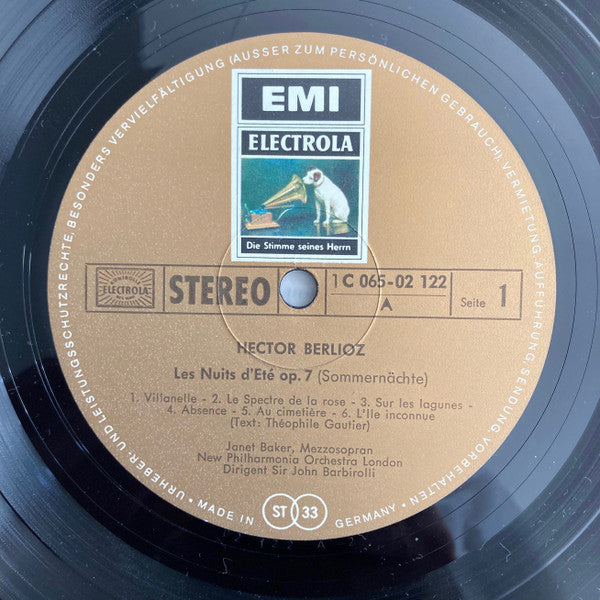 URHEBER- UND LEISTUNGSSCHUTZRECHTE, BESONDERS VERVIELFÄLTIGUNG (AUSSER ZUM PERSÖNLICHEN GEBRAUCH), VERMIETUNG, AUFFÜHRUNG, SENDUNG VORBEHALTEN
EMI
ELECTROLA
Die Stimme seines Herrn
ELECTROLA
STEREO
1 C 065-02 122
A
Seite 1
HECTOR BERLIOZ
Les Nuits d'Eté op. 7 (Sommernächte)
1. Villanelle - 2. Le Spectre de la rose - 3. Sur les lagunes -
4. Absence - 5. Au cimetière - 6. L'Ile inconnue
(Text: Théophile Gautier)
Janet Baker, Mezzosopran
New Philharmonia Orchestra London
Dirigent Sir John Barbirolli
• MADE IN ST 33 GERMANY •